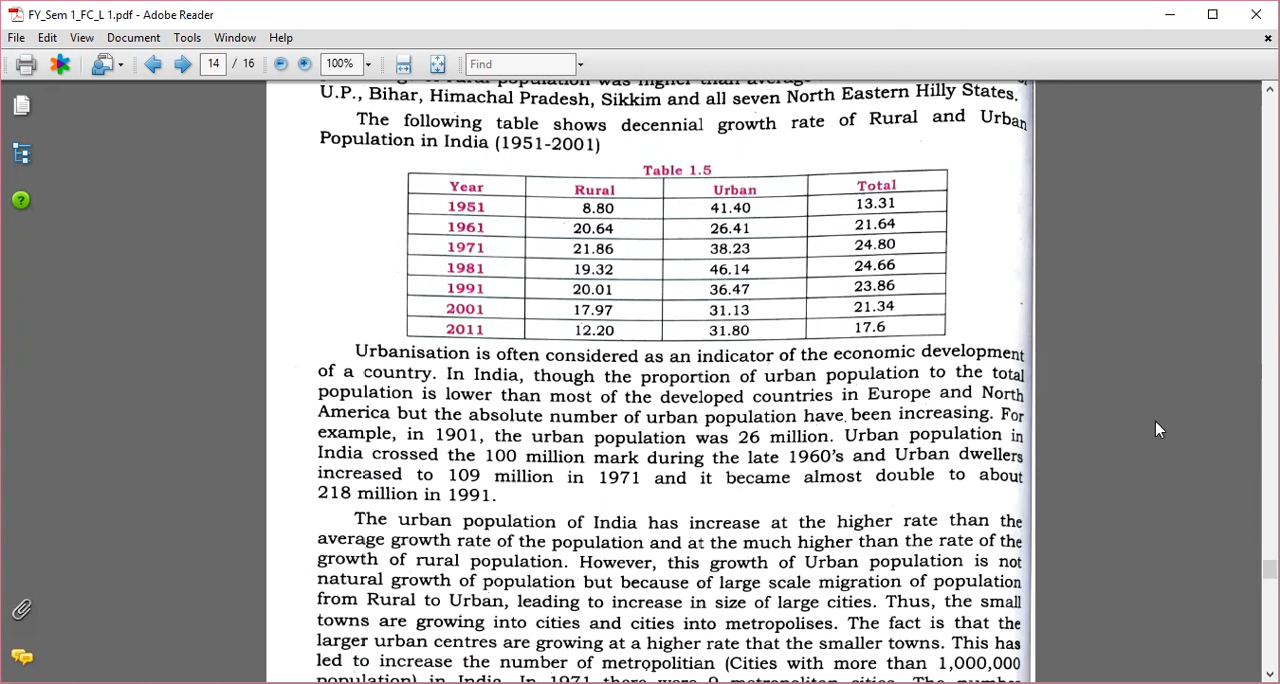 FY_Sem 1_FC_L 1.pdf - Adobe Reader
File Edit View Document Tools Window Help
14 / 16 100% Find
U.P., Bihar, Himachal Pradesh, Sikkim and all seven North Eastern Hilly States.
The following table shows decennial growth rate of Rural and Urban
Population in India (1951-2001)
Table 1.5
Year Rural Urban Total
1951 8.80 41.40 13.31
1961 20.64 26.41 21.64
1971 21.86 38.23 24.80
1981 19.32 46.14 24.66
1991 20.01 36.47 23.86
2001 17.97 31.13 21.34
2011 12.20 31.80 17.6
Urbanisation is often considered as an indicator of the economic development
of a country. In India, though the proportion of urban population to the total
population is lower than most of the developed countries in Europe and North
America but the absolute number of urban population have been increasing. For
example, in 1901, the urban population was 26 million. Urban population in
India crossed the 100 million mark during the late 1960's and Urban dwellers
increased to 109 million in 1971 and it became almost double to about
218 million in 1991.
The urban population of India has increase at the higher rate than the
average growth rate of the population and at the much higher than the rate of the
growth of rural population. However, this growth of Urban population is not
natural growth of population but because of large scale migration of population
from Rural to Urban, leading to increase in size of large cities. Thus, the small
towns are growing into cities and cities into metropolises. The fact is that the
larger urban centres are growing at a higher rate that the smaller towns. This has
led to increase the number of metropolitian (Cities with more than 1,000,000
population) in India. In 1971 there were 9 metropolitan cities. The number